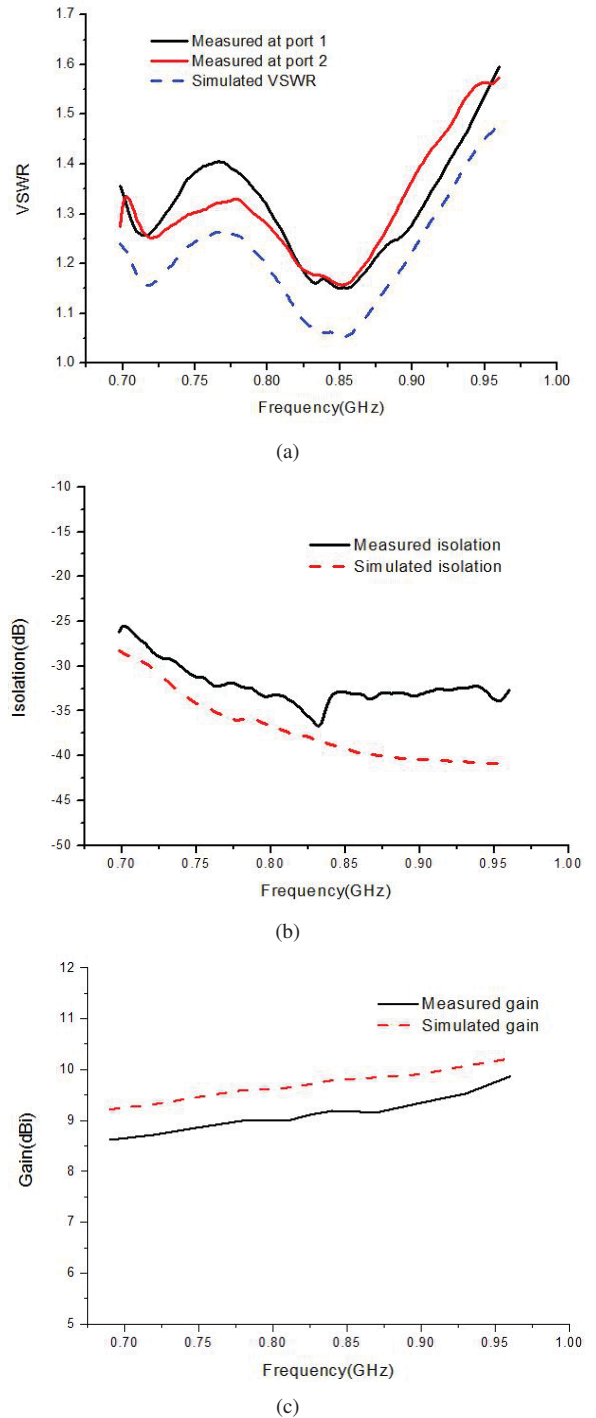 1.7
1.6
1.5
1.4
1.3
1.2
1.1
1.0
VSWR
Measured at port 1
Measured at port 2
Simulated VSWR
0.70 0.75 0.80 0.85 0.90 0.95 1.00
Frequency(GHz)
(a)
-10
-15
-20
-25
-30
-35
-40
-45
-50
Isolation(dB)
Measured isolation
Simulated isolation
0.70 0.75 0.80 0.85 0.90 0.95 1.00
Frequency(GHz)
(b)
12
11
10
9
8
7
6
5
Gain(dBi)
Measured gain
Simulated gain
0.70 0.75 0.80 0.85 0.90 0.95 1.00
Frequency(GHz)
(c)